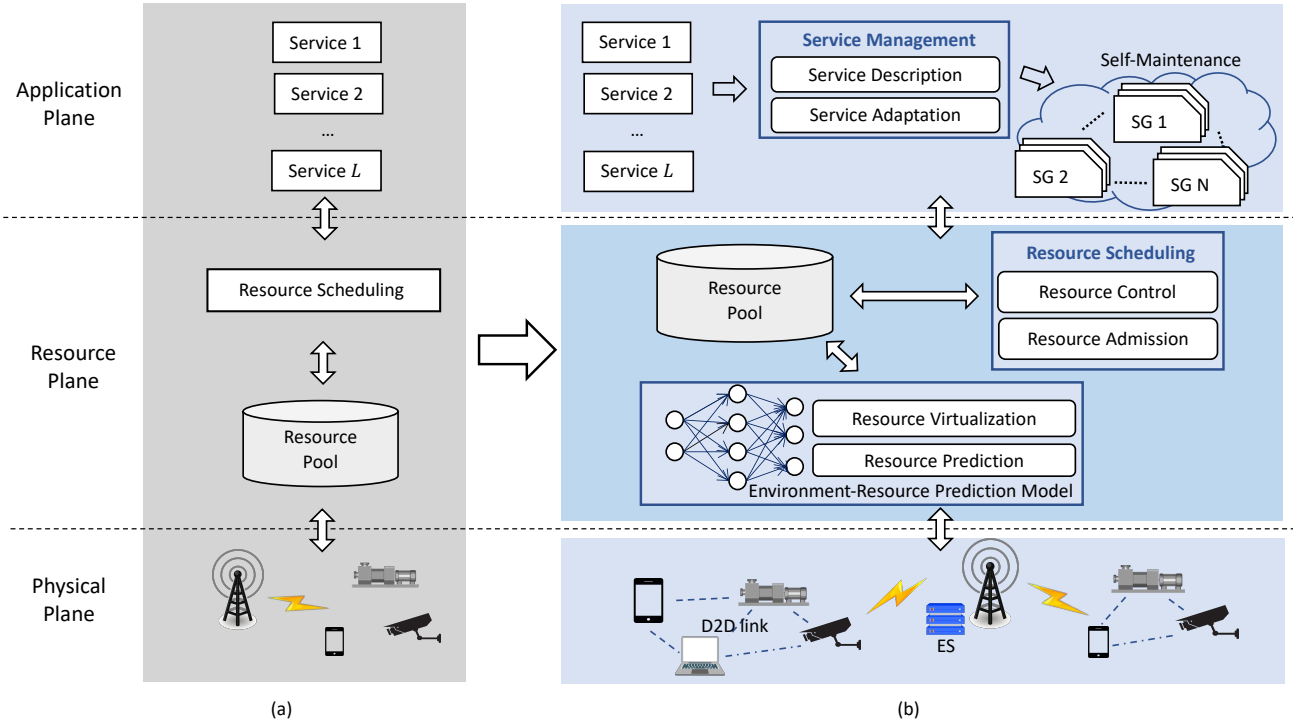 Application
Plane
Service 1
Service 2
...
Service L
Service 1
Service 2
...
Service L
Service Management
Service Description
Service Adaptation
Self-Maintenance
SG 1
SG 2
SG N
Resource
Plane
Resource Scheduling
Resource
Pool
Resource
Pool
Resource Scheduling
Resource Control
Resource Admission
Resource Virtualization
Resource Prediction
Environment-Resource Prediction Model
Physical
Plane
D2D link
ES
(a)
(b)